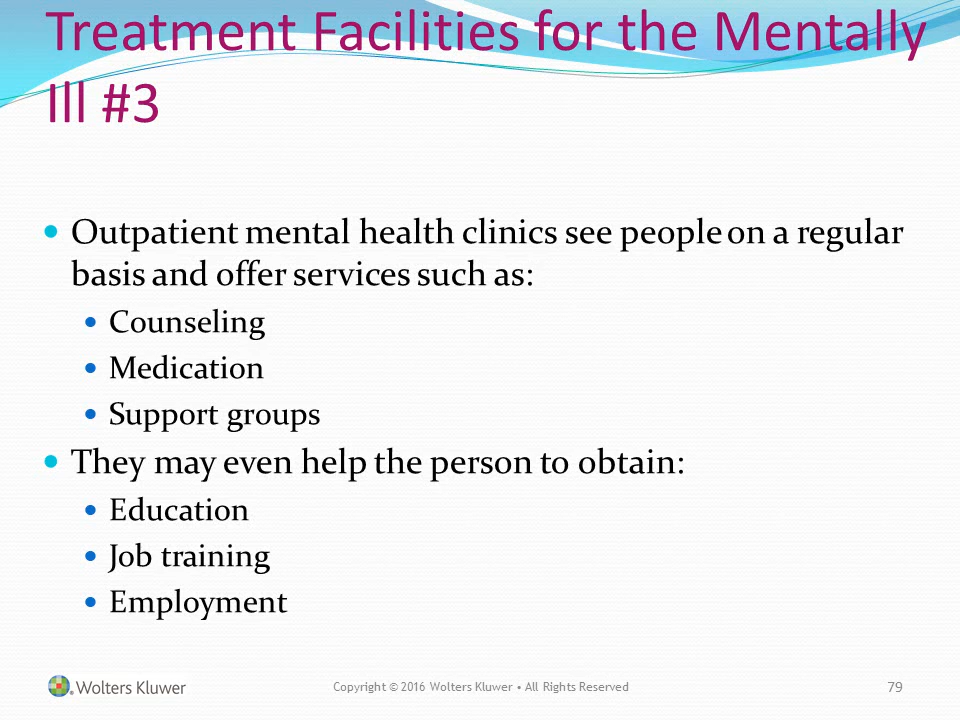 Treatment Facilities for the Mentally
Ill #3
• Outpatient mental health clinics see people on a regular
basis and offer services such as:
• Counseling
• Medication
• Support groups
• They may even help the person to obtain:
• Education
• Job training
• Employment
Wolters Kluwer
Copyright © 2016 Wolters Kluwer • All Rights Reserved
79